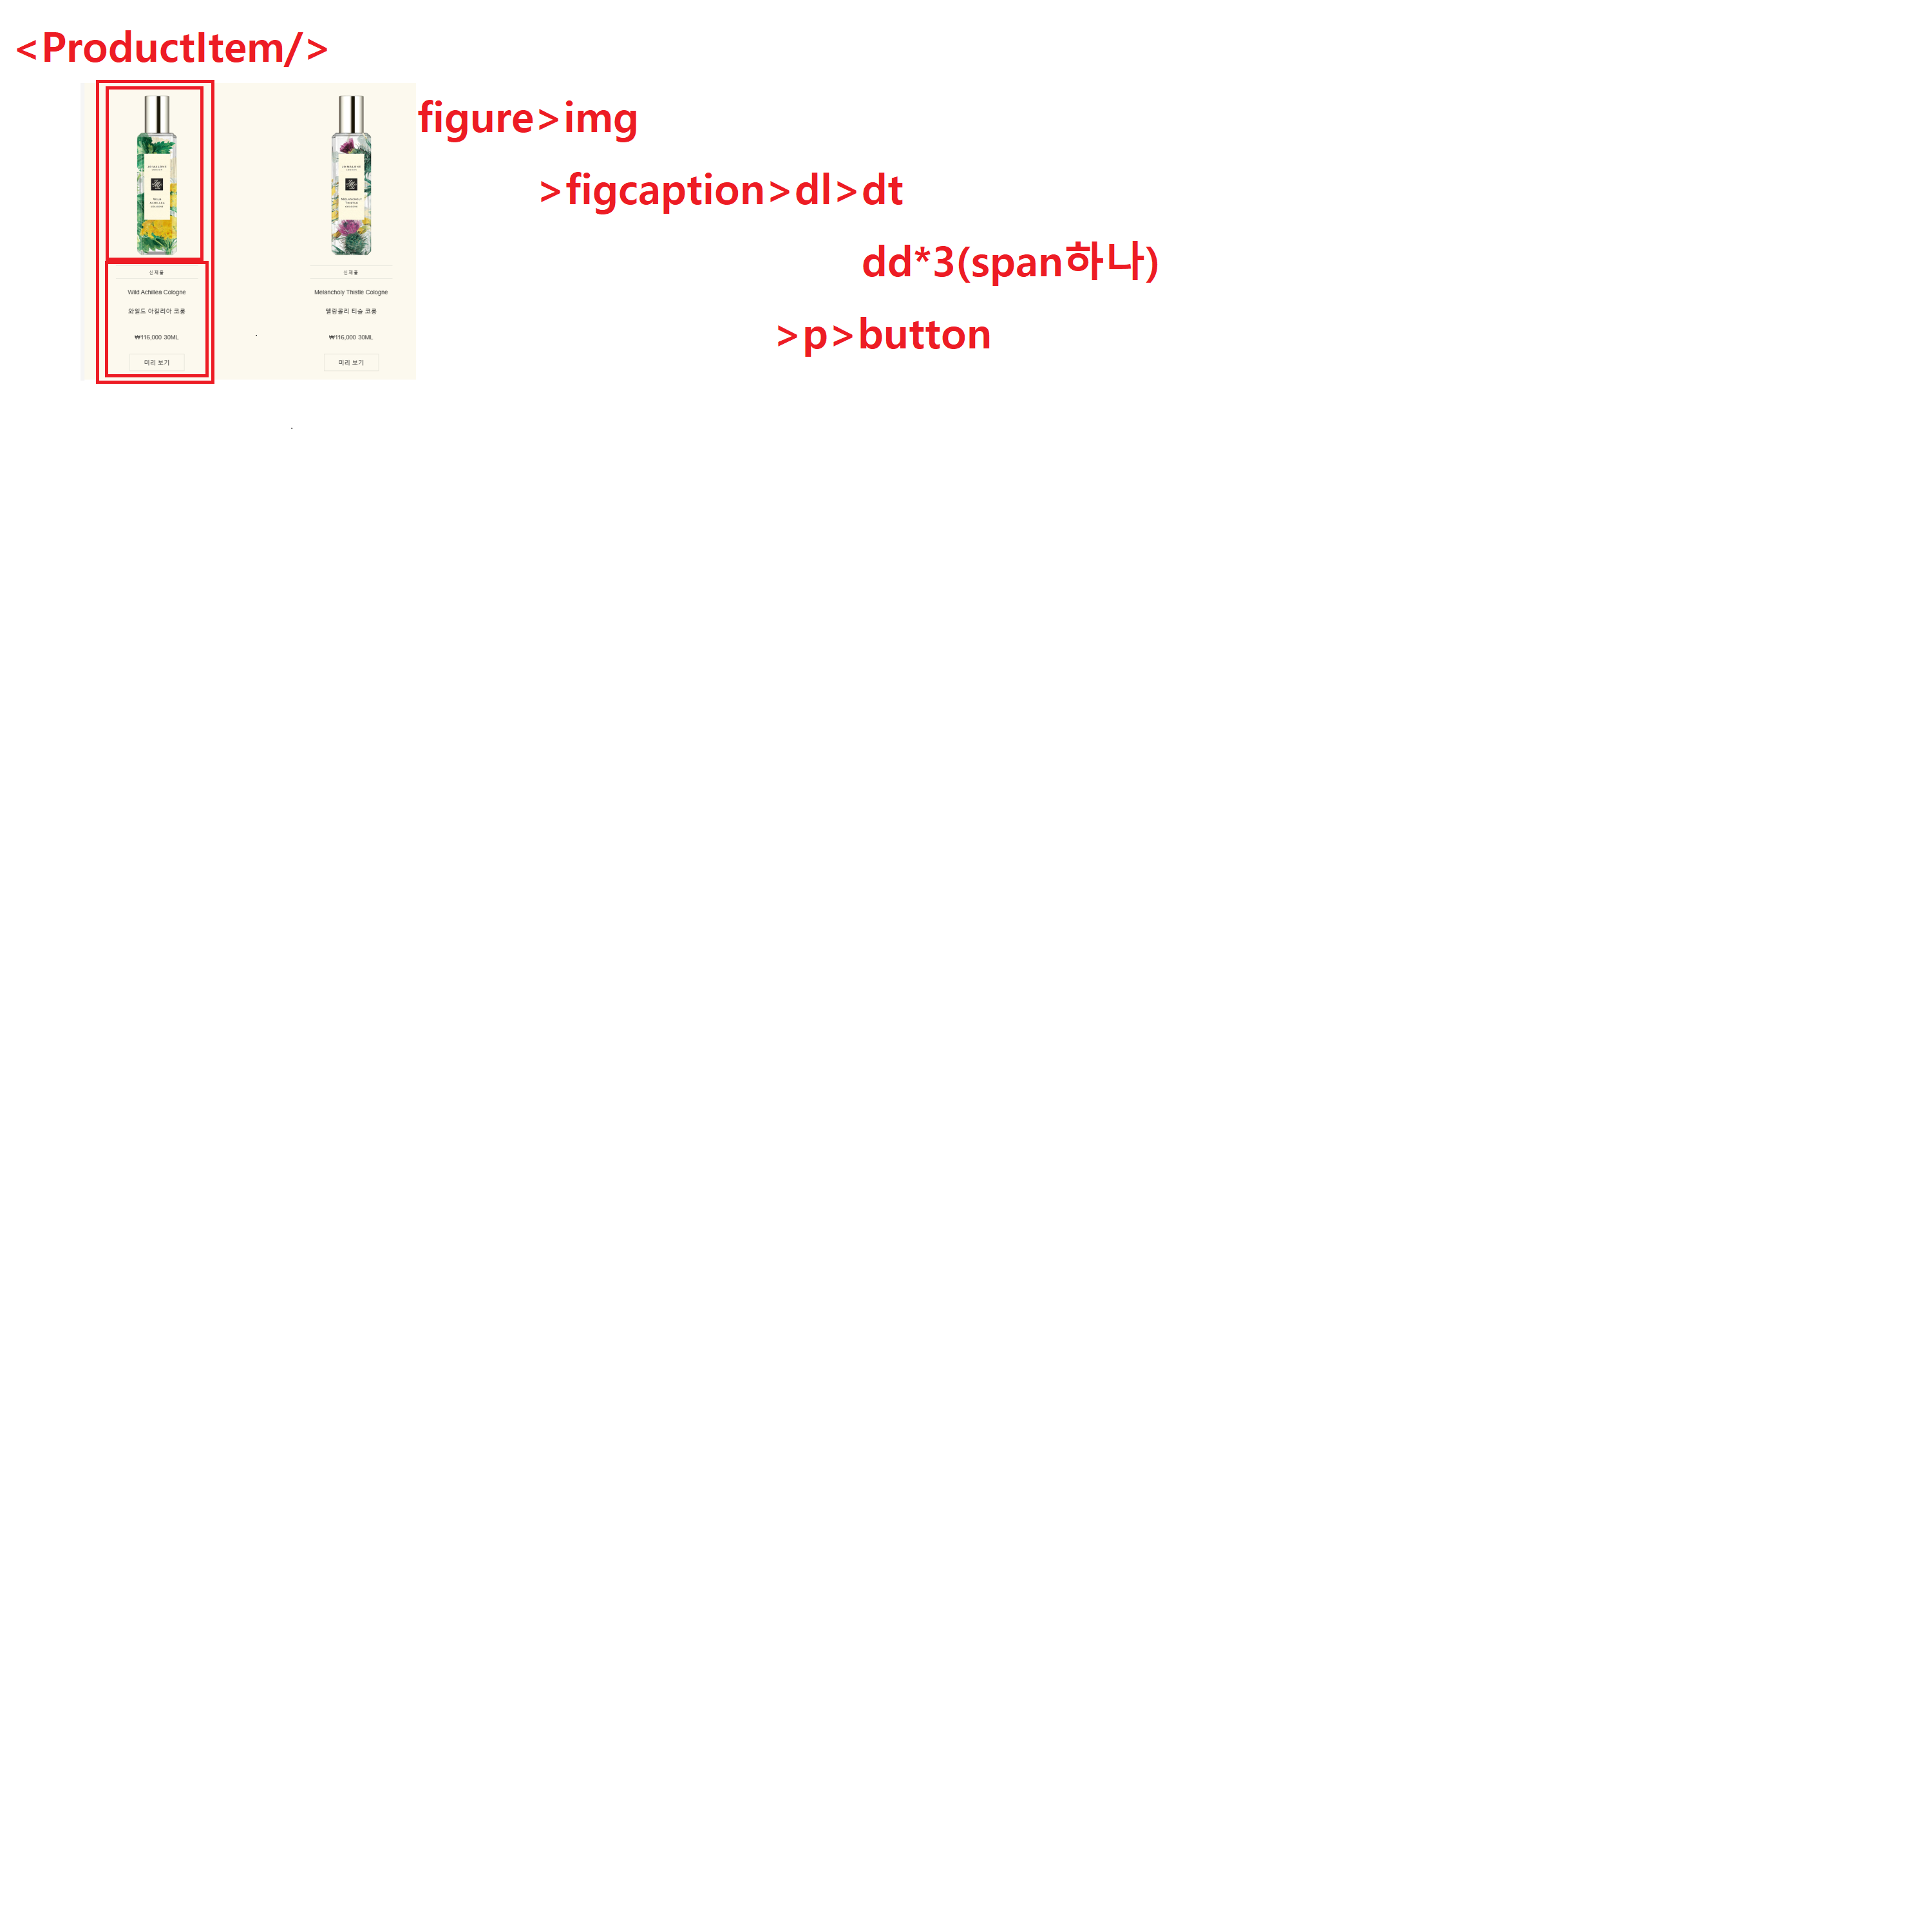 <ProductItem/>
figure>img
>figcaption>dl>dt
dd*3(span하나)
>p>button
신제품
Wild Achillea Cologne
와일드 아킬리아 코롱
₩116,000 30ML
미리 보기
신제품
Melancholy Thistle Cologne
멜랑콜리 티슬 코롱
₩116,000 30ML
미리 보기